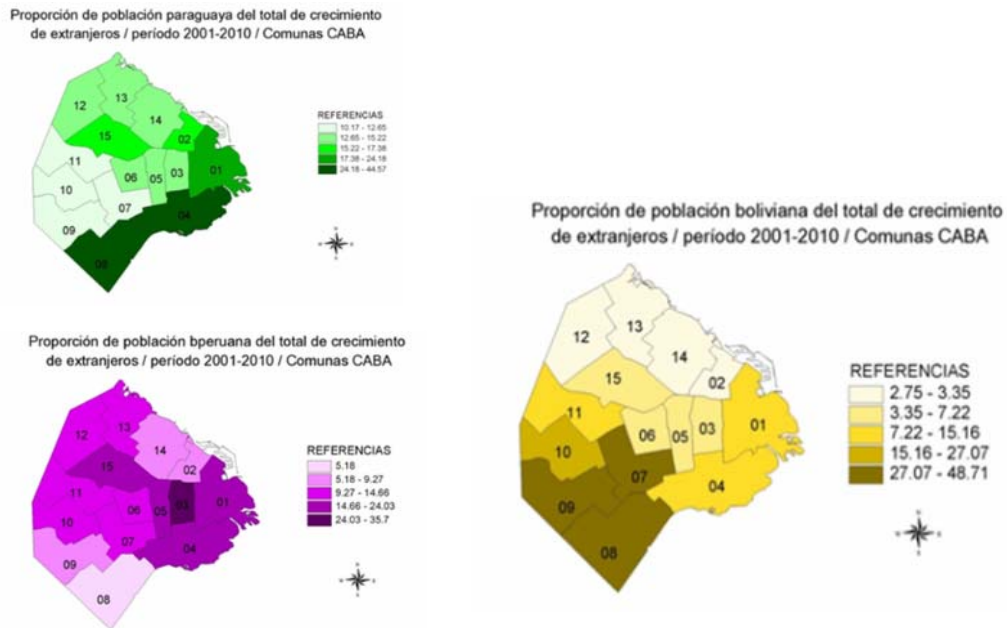 Proporción de población paraguaya del total de crecimiento
de extranjeros / período 2001-2010 / Comunas CABA
12
13
14
15
02
11
06
05
03
01
10
07
04
09
08
REFERENCIAS
10.17 - 12.65
12.65 - 15.22
15.22 - 17.38
17.38 - 24.18
24.18 - 44.57
Proporción de población bperuana del total de crecimiento
de extranjeros / período 2001-2010 / Comunas CABA
12
13
14
15
02
11
06
05
03
01
10
07
04
09
08
REFERENCIAS
5.18
5.18 - 9.27
9.27 - 14.66
14.66 - 24.03
24.03 - 35.7
Proporción de población boliviana del total de crecimiento
de extranjeros / período 2001-2010 / Comunas CABA
12
13
14
15
02
11
06
05
03
01
10
07
04
09
08
REFERENCIAS
2.75 - 3.35
3.35 - 7.22
7.22 - 15.16
15.16 - 27.07
27.07 - 48.71